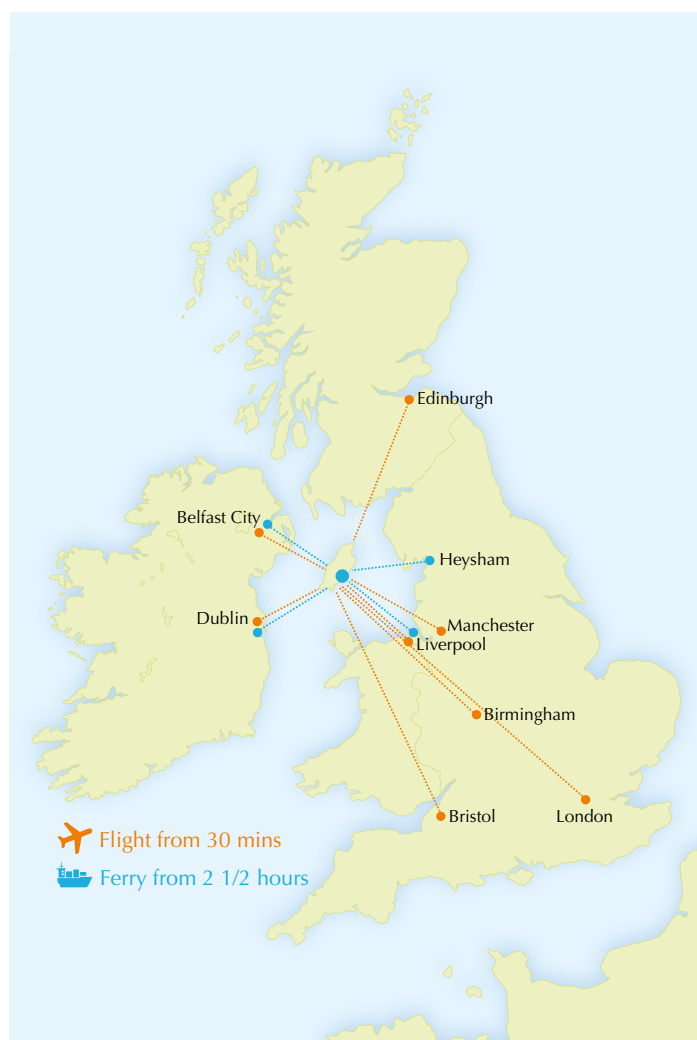 Edinburgh
Belfast City
Heysham
Dublin
Manchester
Liverpool
Birmingham
Bristol
London
Flight from 30 mins
Ferry from 2 1/2 hours